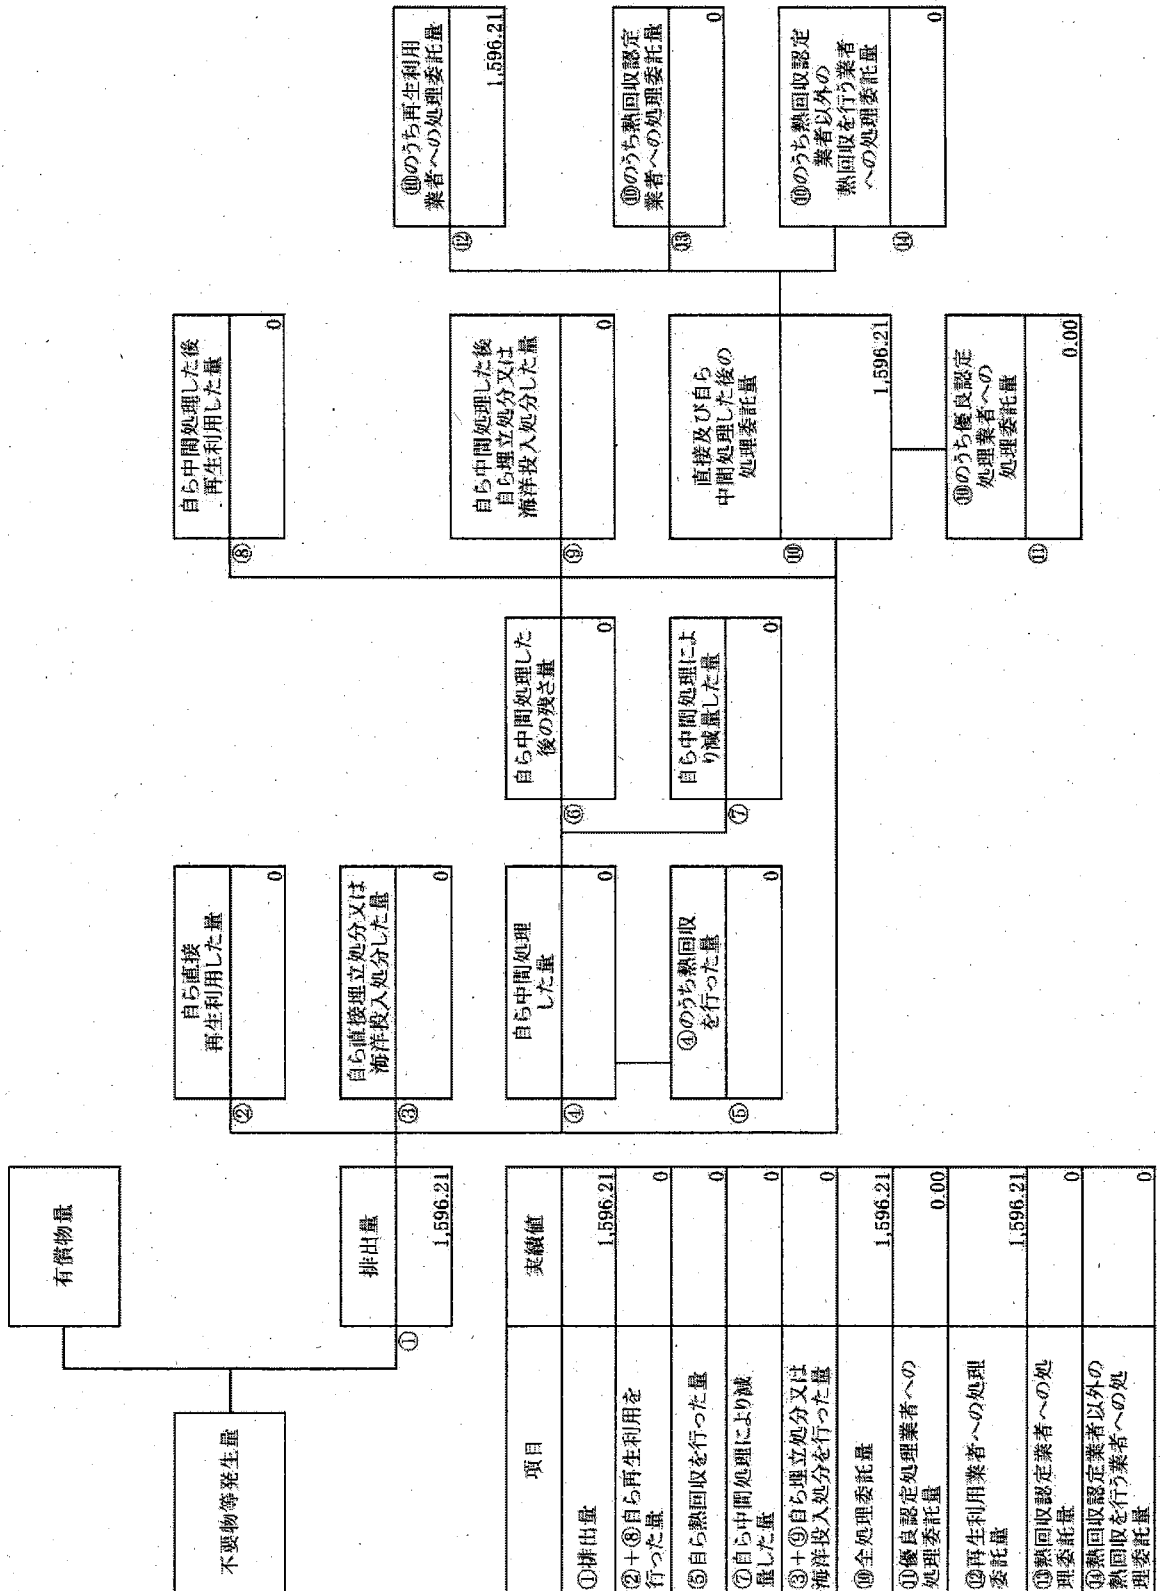 不要物等発生量
有償物量
排出量
①
1,596.21
自ら直接
再生利用した量
②
0
自ら直接埋立処分又は
海洋投入処分した量
③
0
自ら中間処理
した量
④
0
④のうち熱回収
を行った量
⑤
0
自ら中間処理した
後の残さ量
⑥
0
自ら中間処理によ
り減量した量
⑦
0
自ら中間処理した後
再生利用した量
⑧
0
自ら中間処理した後
自ら埋立処分又は
海洋投入処分した量
⑨
0
直接及び自ら
中間処理した後の
処理委託量
⑩
1,596.21
⑩のうち優良認定
処理業者への
処理委託量
⑪
0.00
⑩のうち再生利用
業者への処理委託量
⑫
1,596.21
⑩のうち熱回収認定
業者への処理委託量
⑬
0
⑩のうち熱回収認定
業者以外の
熱回収を行う業者
への処理委託量
⑭
0
項目 実績値
①排出量 1,596.21
②+⑧自ら再生利用を
行った量 0
⑤自ら熱回収を行った量 0
⑦自ら中間処理により減
量した量 0
③+⑨自ら埋立処分又は
海洋投入処分を行った量 0
⑩全処理委託量 1,596.21
⑪優良認定処理業者への
処理委託量 0.00
⑫再生利用業者への処理
委託量 1,596.21
⑬熱回収認定業者への処
理委託量 0
⑭熱回収認定業者以外の
熱回収を行う業者への処
理委託量 0